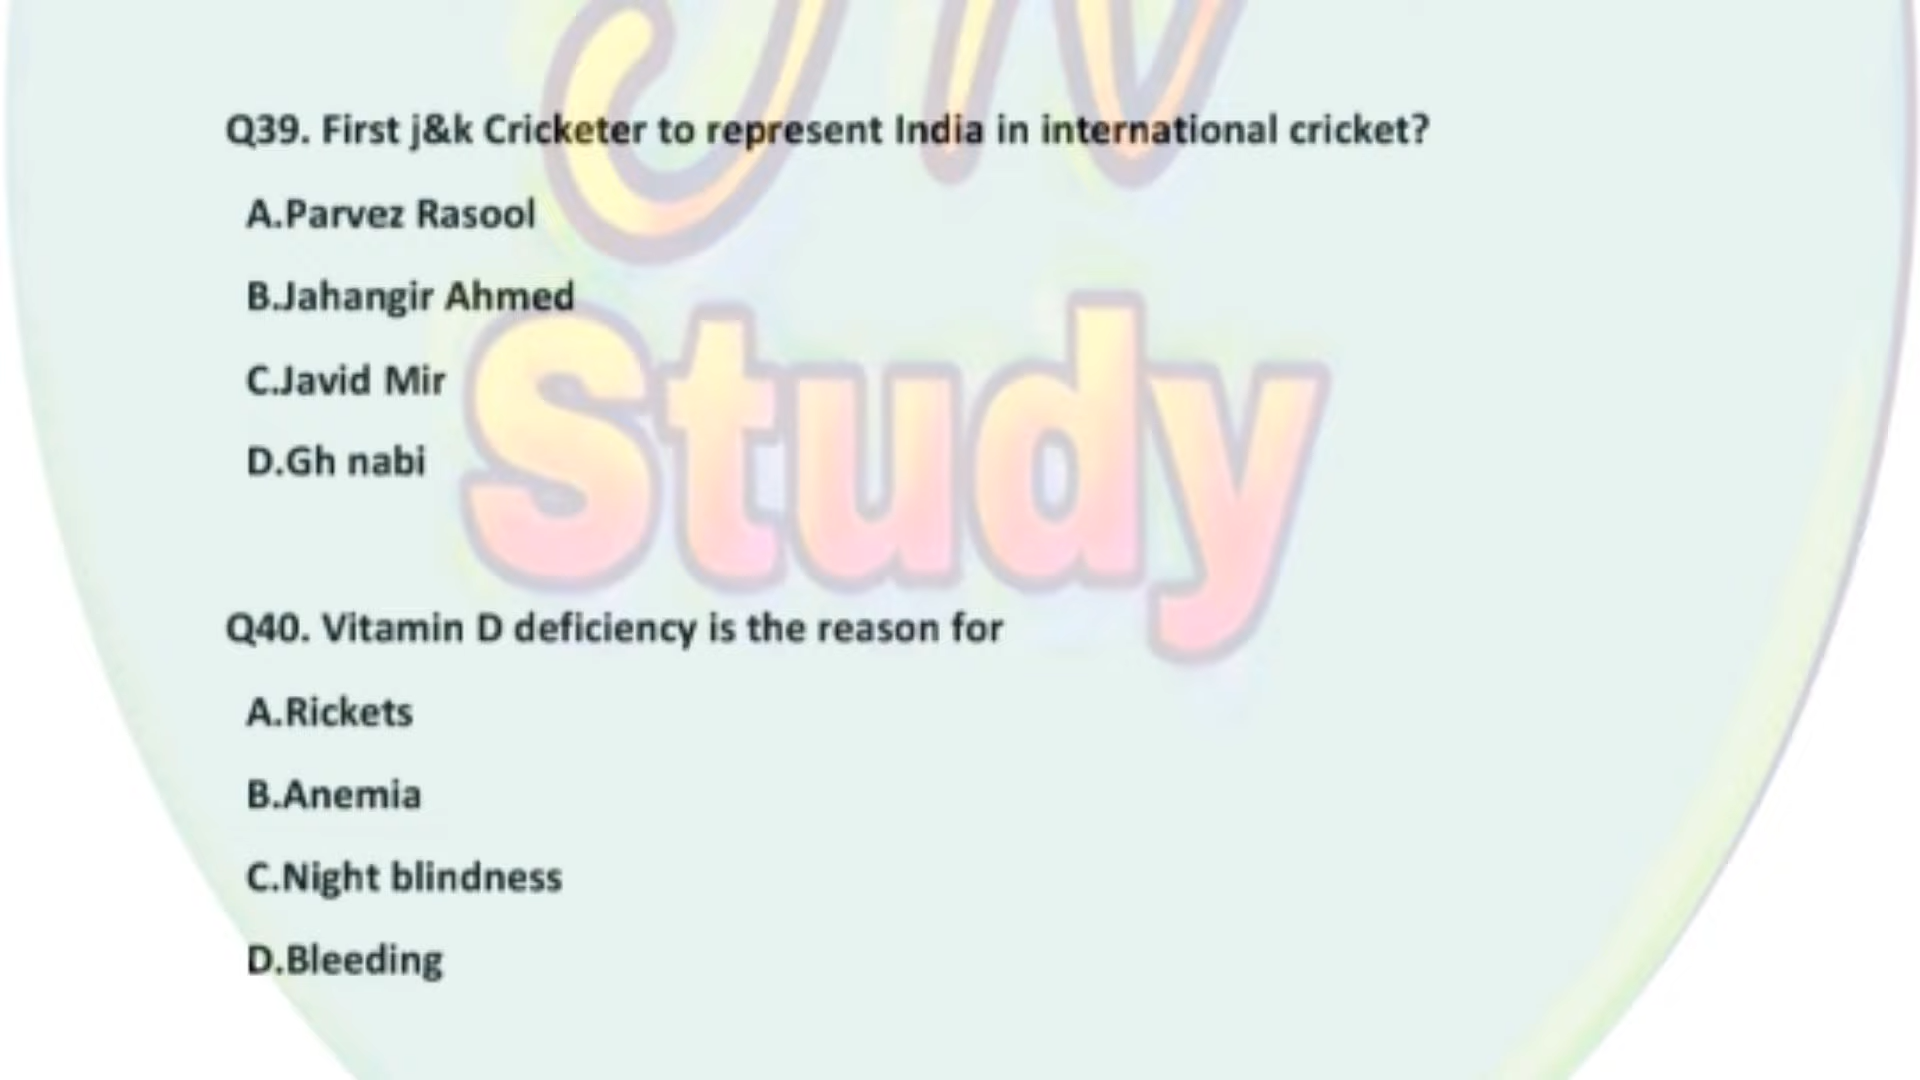 JN
Q39. First j&k Cricketer to represent India in international cricket?
A.Parvez Rasool
B.Jahangir Ahmed
C.Javid Mir
D.Gh nabi
Study
Q40. Vitamin D deficiency is the reason for
A.Rickets
B.Anemia
C.Night blindness
D.Bleeding